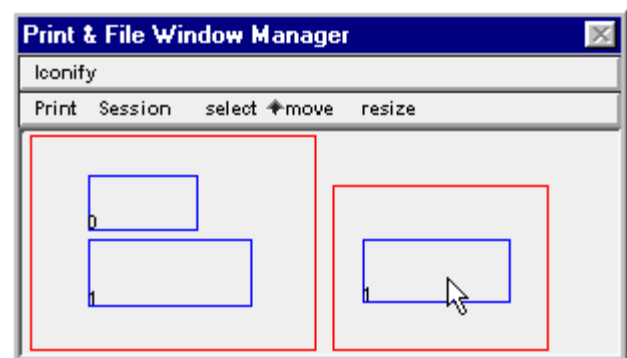 Print & File Window Manager
Iconify
Print Session select move resize
0
1
1